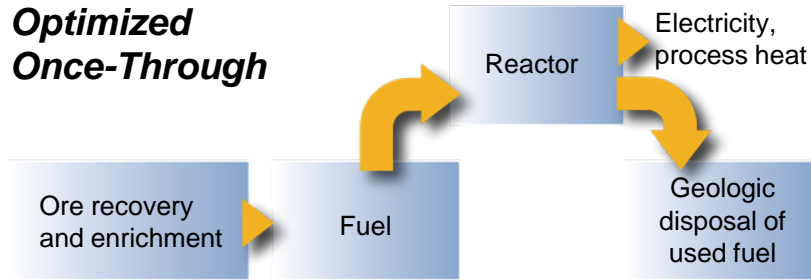 Optimized
Once-Through
Reactor
Electricity,
process heat
Ore recovery
and enrichment
Fuel
Geologic
disposal of
used fuel